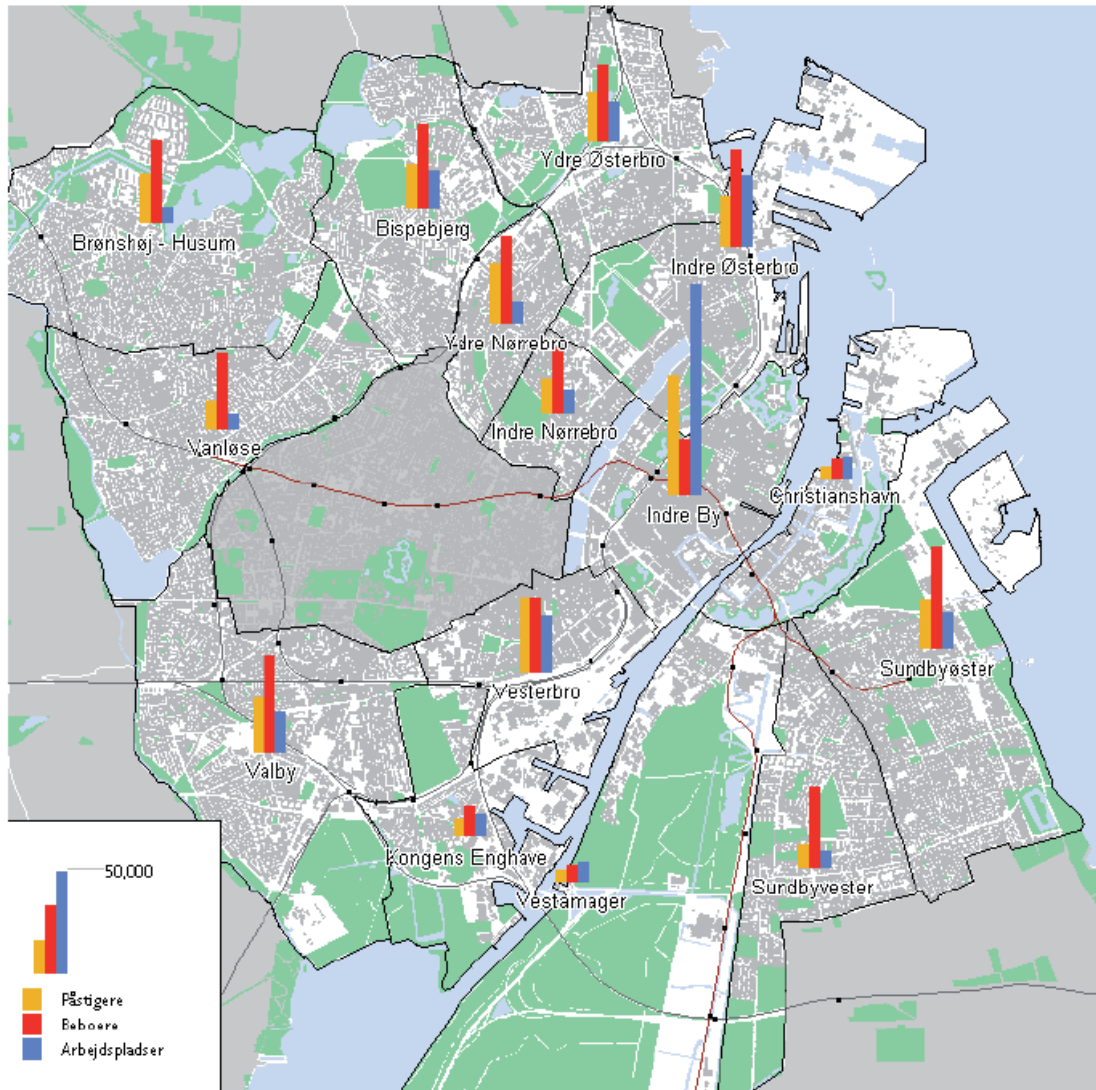 Ydre Østerbro
Brønshøj - Husum
Bispebjerg
Indre Østerbro
Ydre Nørrebro
Indre Nørrebro
Vanløse
Christianshavn
Indre By
Sundbyøster
Vesterbro
Valby
Kongens Enghave
Sundbyvester
Vestamager
50,000
Påstigere
Beboere
Arbejdspladser